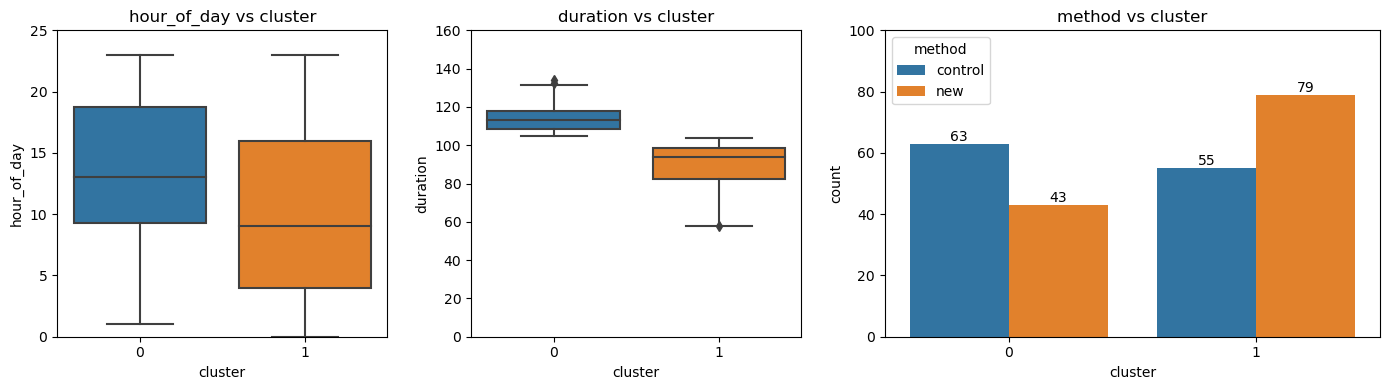 hour_of_day vs cluster
25
20
15
10
5
0
hour_of_day
0
1
cluster
duration vs cluster
160
140
120
100
80
60
40
20
0
duration
0
1
cluster
method vs cluster
100
80
60
40
20
0
count
method
control
new
63
43
55
79
0
1
cluster